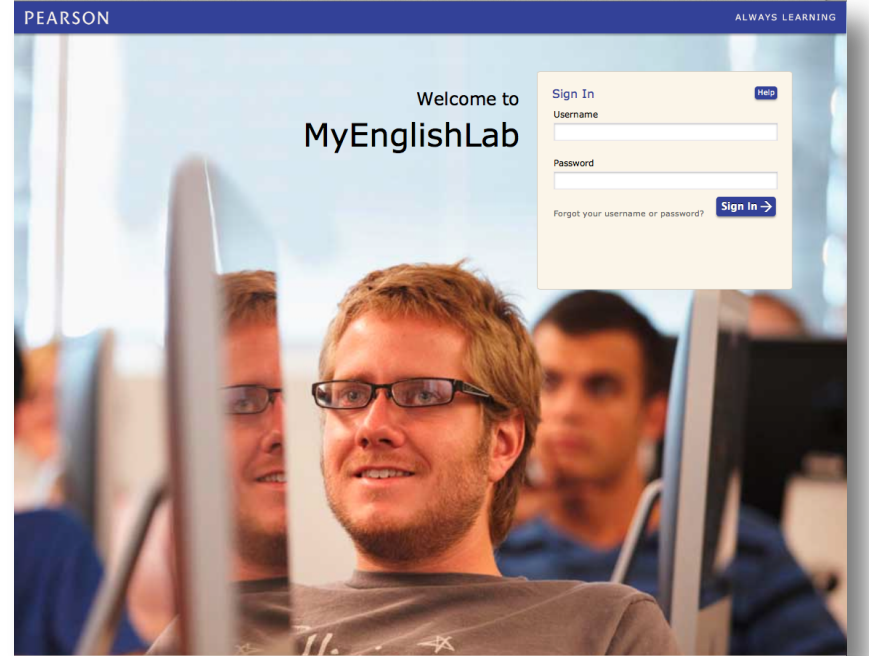 PEARSON
ALWAYS LEARNING
Welcome to
MyEnglishLab
Sign In
Help
Username
Password
Forgot your username or password?
Sign In →